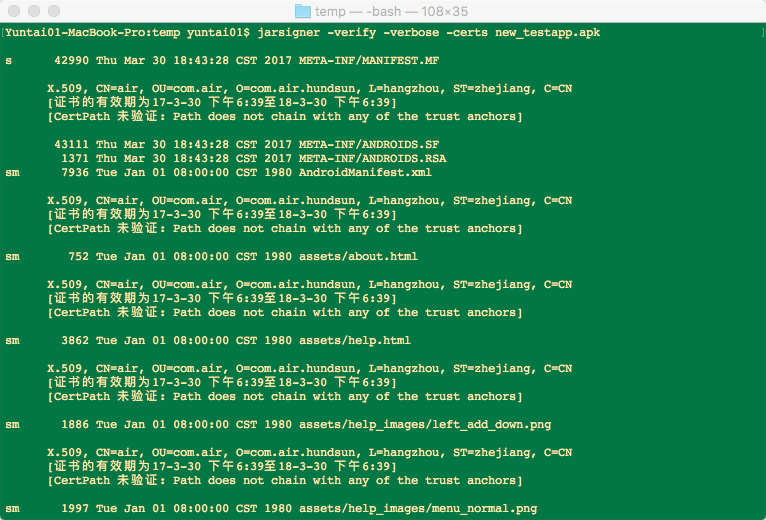 temp — -bash — 108×35
[Yuntai01-MacBook-Pro:temp yuntai01$ jarsigner -verify -verbose -certs new_testapp.apk ]
s 42990 Thu Mar 30 18:43:28 CST 2017 META-INF/MANIFEST.MF
X.509, CN=air, OU=com.air, O=com.air.hundsun, L=hangzhou, ST=zhejiang, C=CN
[证书的有效期为17-3-30 下午6:39至18-3-30 下午6:39]
[CertPath 未验证: Path does not chain with any of the trust anchors]
43111 Thu Mar 30 18:43:28 CST 2017 META-INF/ANDROIDS.SF
1371 Thu Mar 30 18:43:28 CST 2017 META-INF/ANDROIDS.RSA
sm 7936 Tue Jan 01 08:00:00 CST 1980 AndroidManifest.xml
X.509, CN=air, OU=com.air, O=com.air.hundsun, L=hangzhou, ST=zhejiang, C=CN
[证书的有效期为17-3-30 下午6:39至18-3-30 下午6:39]
[CertPath 未验证: Path does not chain with any of the trust anchors]
sm 752 Tue Jan 01 08:00:00 CST 1980 assets/about.html
X.509, CN=air, OU=com.air, O=com.air.hundsun, L=hangzhou, ST=zhejiang, C=CN
[证书的有效期为17-3-30 下午6:39至18-3-30 下午6:39]
[CertPath 未验证: Path does not chain with any of the trust anchors]
sm 3862 Tue Jan 01 08:00:00 CST 1980 assets/help.html
X.509, CN=air, OU=com.air, O=com.air.hundsun, L=hangzhou, ST=zhejiang, C=CN
[证书的有效期为17-3-30 下午6:39至18-3-30 下午6:39]
[CertPath 未验证: Path does not chain with any of the trust anchors]
sm 1886 Tue Jan 01 08:00:00 CST 1980 assets/help_images/left_add_down.png
X.509, CN=air, OU=com.air, O=com.air.hundsun, L=hangzhou, ST=zhejiang, C=CN
[证书的有效期为17-3-30 下午6:39至18-3-30 下午6:39]
[CertPath 未验证: Path does not chain with any of the trust anchors]
sm 1997 Tue Jan 01 08:00:00 CST 1980 assets/help_images/menu_normal.png